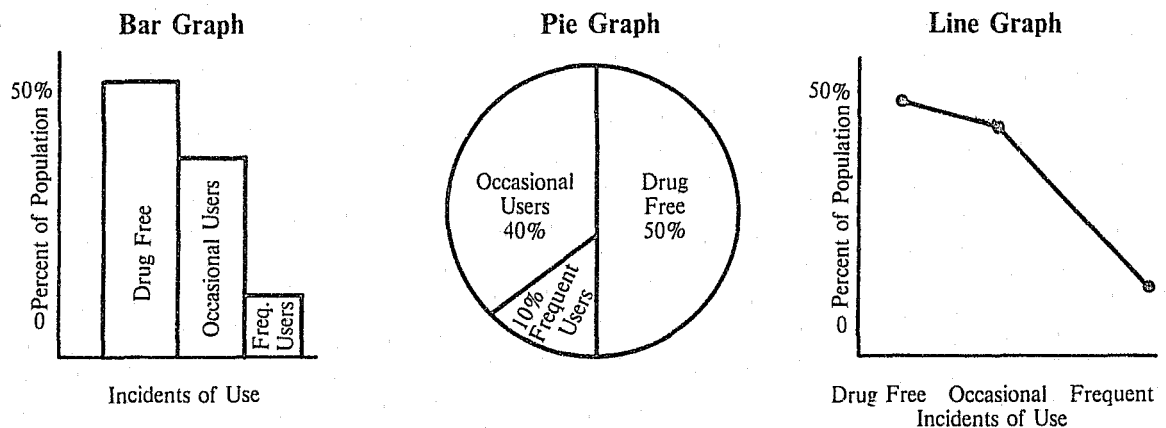 Bar Graph
50%
Percent of Population
0
Drug Free
Occasional Users
Freq.
Users
Incidents of Use
Pie Graph
Occasional
Users
40%
Drug
Free
50%
10%
Frequent
Users
Line Graph
50%
Percent of Population
0
Drug Free Occasional Frequent
Incidents of Use